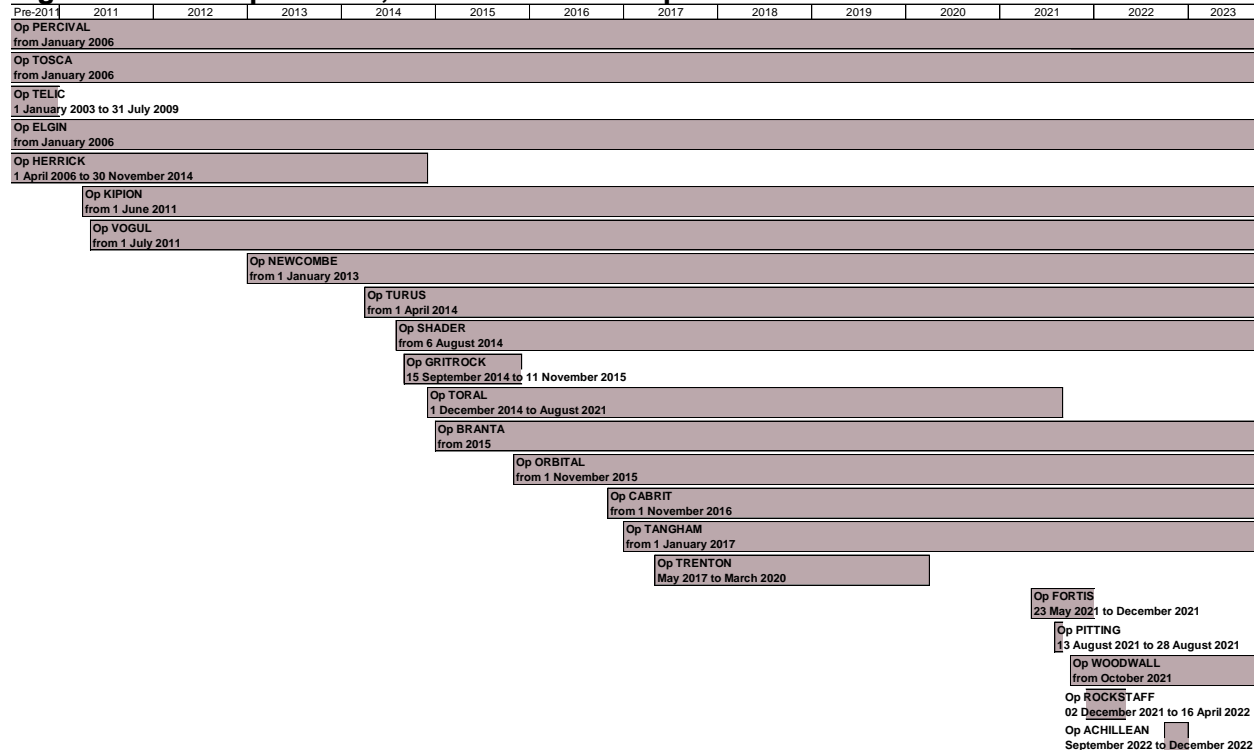 Pre-2011 2011 2012 2013 2014 2015 2016 2017 2018 2019 2020 2021 2022 2023
Op PERCIVAL
from January 2006
Op TOSCA
from January 2006
Op TELIC
1 January 2003 to 31 July 2009
Op ELGIN
from January 2006
Op HERRICK
1 April 2006 to 30 November 2014
Op KIPION
from 1 June 2011
Op VOGUL
from 1 July 2011
Op NEWCOMBE
from 1 January 2013
Op TURUS
from 1 April 2014
Op SHADER
from 6 August 2014
Op GRITROCK
15 September 2014 to 11 November 2015
Op TORAL
1 December 2014 to August 2021
Op BRANTA
from 2015
Op ORBITAL
from 1 November 2015
Op CABRIT
from 1 November 2016
Op TANGHAM
from 1 January 2017
Op TRENTON
May 2017 to March 2020
Op FORTIS
23 May 2021 to December 2021
Op PITTING
13 August 2021 to 28 August 2021
Op WOODWALL
from October 2021
Op ROCKSTAFF
02 December 2021 to 16 April 2022
Op ACHILLEAN
September 2022 to December 2022